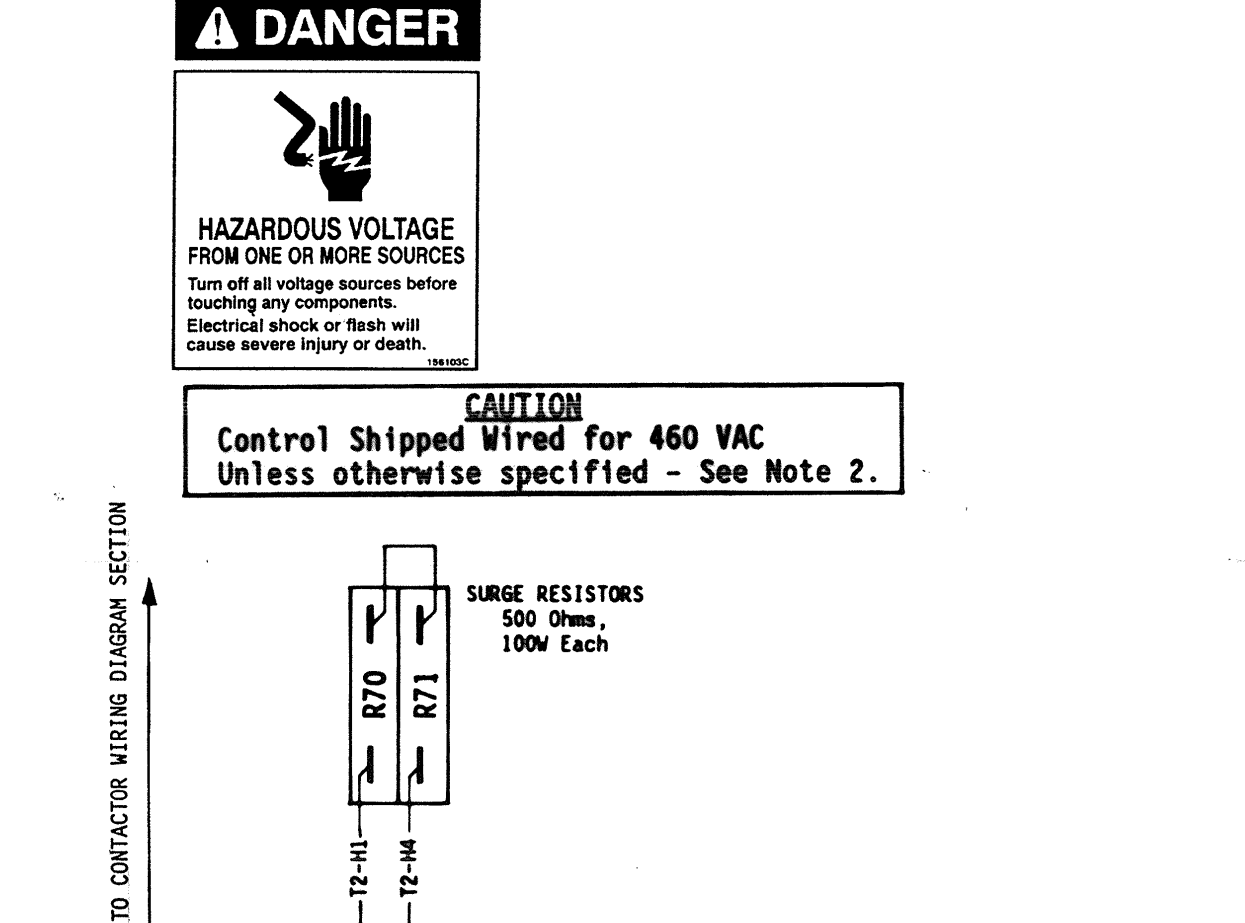 DANGER
HAZARDOUS VOLTAGE
FROM ONE OR MORE SOURCES
Turn off all voltage sources before
touching any components.
Electrical shock or flash will
cause severe injury or death.
156103C
CAUTION
Control Shipped Wired for 460 VAC
Unless otherwise specified - See Note 2.
TO CONTACTOR WIRING DIAGRAM SECTION
SURGE RESISTORS
500 Ohms,
100W Each
R70
R71
T2-H1
T2-H4